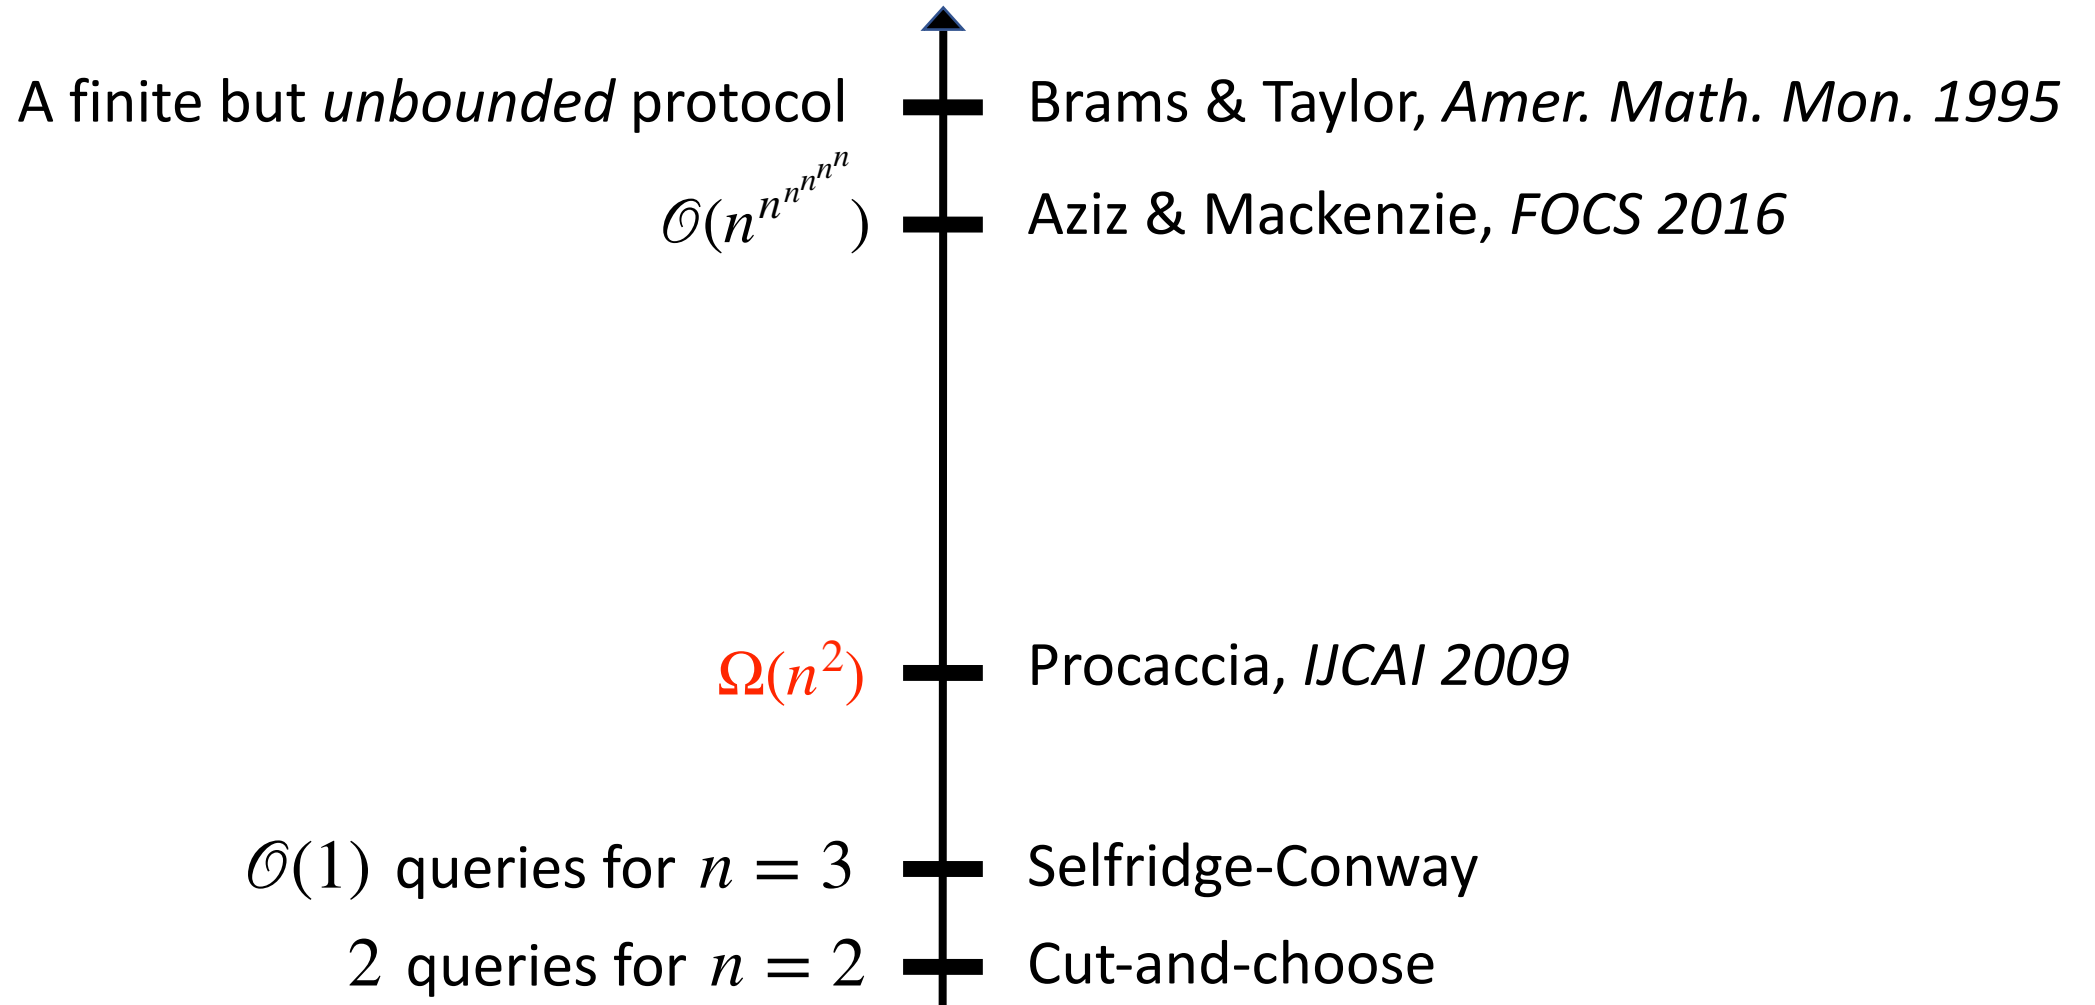 A finite but unbounded protocol Brams & Taylor, Amer. Math. Mon. 1995
𝒪(n^{n^{n^{n^{n^{n}}}}}) Aziz & Mackenzie, FOCS 2016
Ω(n²) Procaccia, IJCAI 2009
𝒪(1) queries for n = 3 Selfridge-Conway
2 queries for n = 2 Cut-and-choose